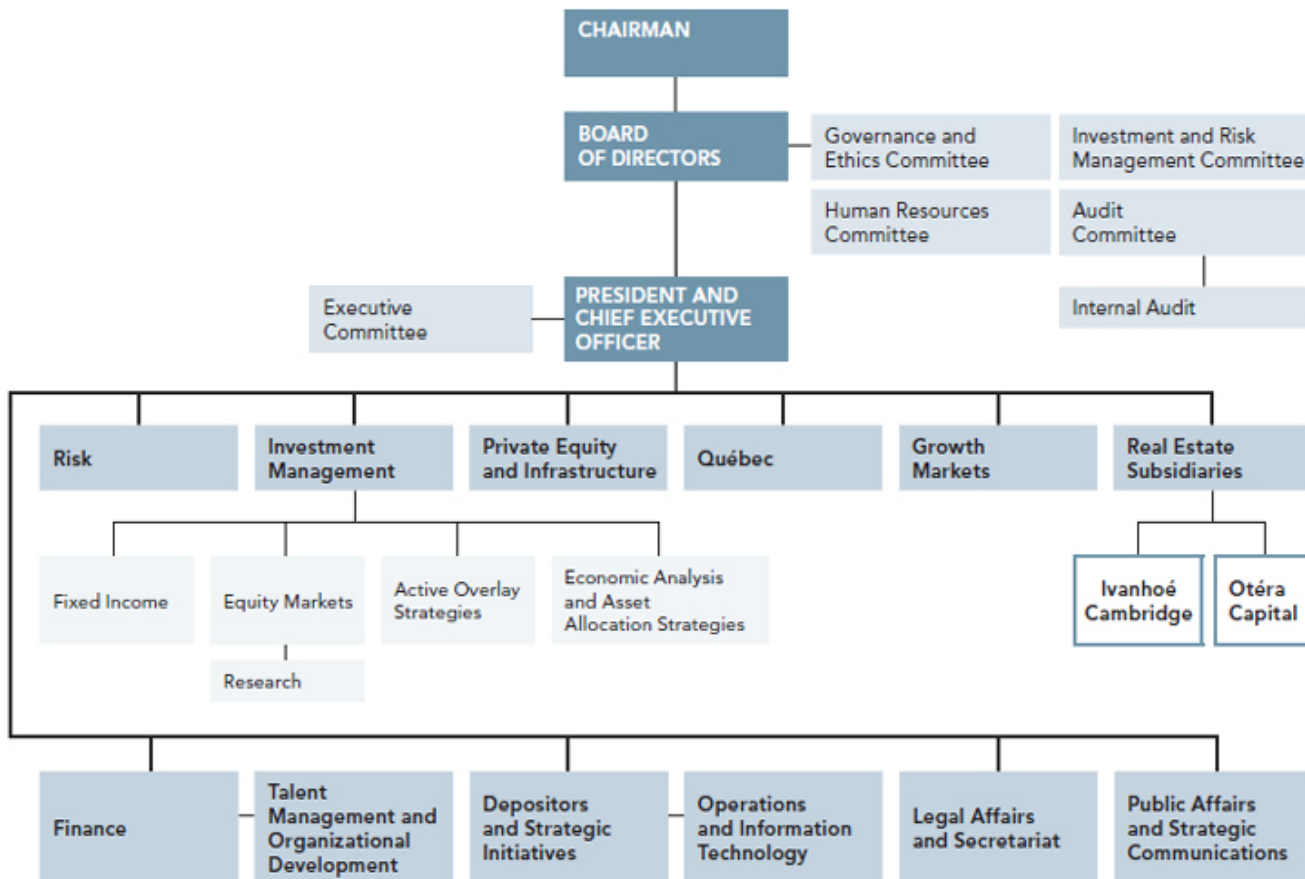 CHAIRMAN
BOARD
OF DIRECTORS
Governance and
Ethics Committee
Investment and Risk
Management Committee
Human Resources
Committee
Audit
Committee
Internal Audit
Executive
Committee
PRESIDENT AND
CHIEF EXECUTIVE
OFFICER
Risk
Investment
Management
Private Equity
and Infrastructure
Québec
Growth
Markets
Real Estate
Subsidiaries
Fixed Income
Equity Markets
Active Overlay
Strategies
Economic Analysis
and Asset
Allocation Strategies
Ivanhoé
Cambridge
Otéra
Capital
Research
Finance
Talent
Management and
Organizational
Development
Depositors
and Strategic
Initiatives
Operations
and Information
Technology
Legal Affairs
and Secretariat
Public Affairs
and Strategic
Communications